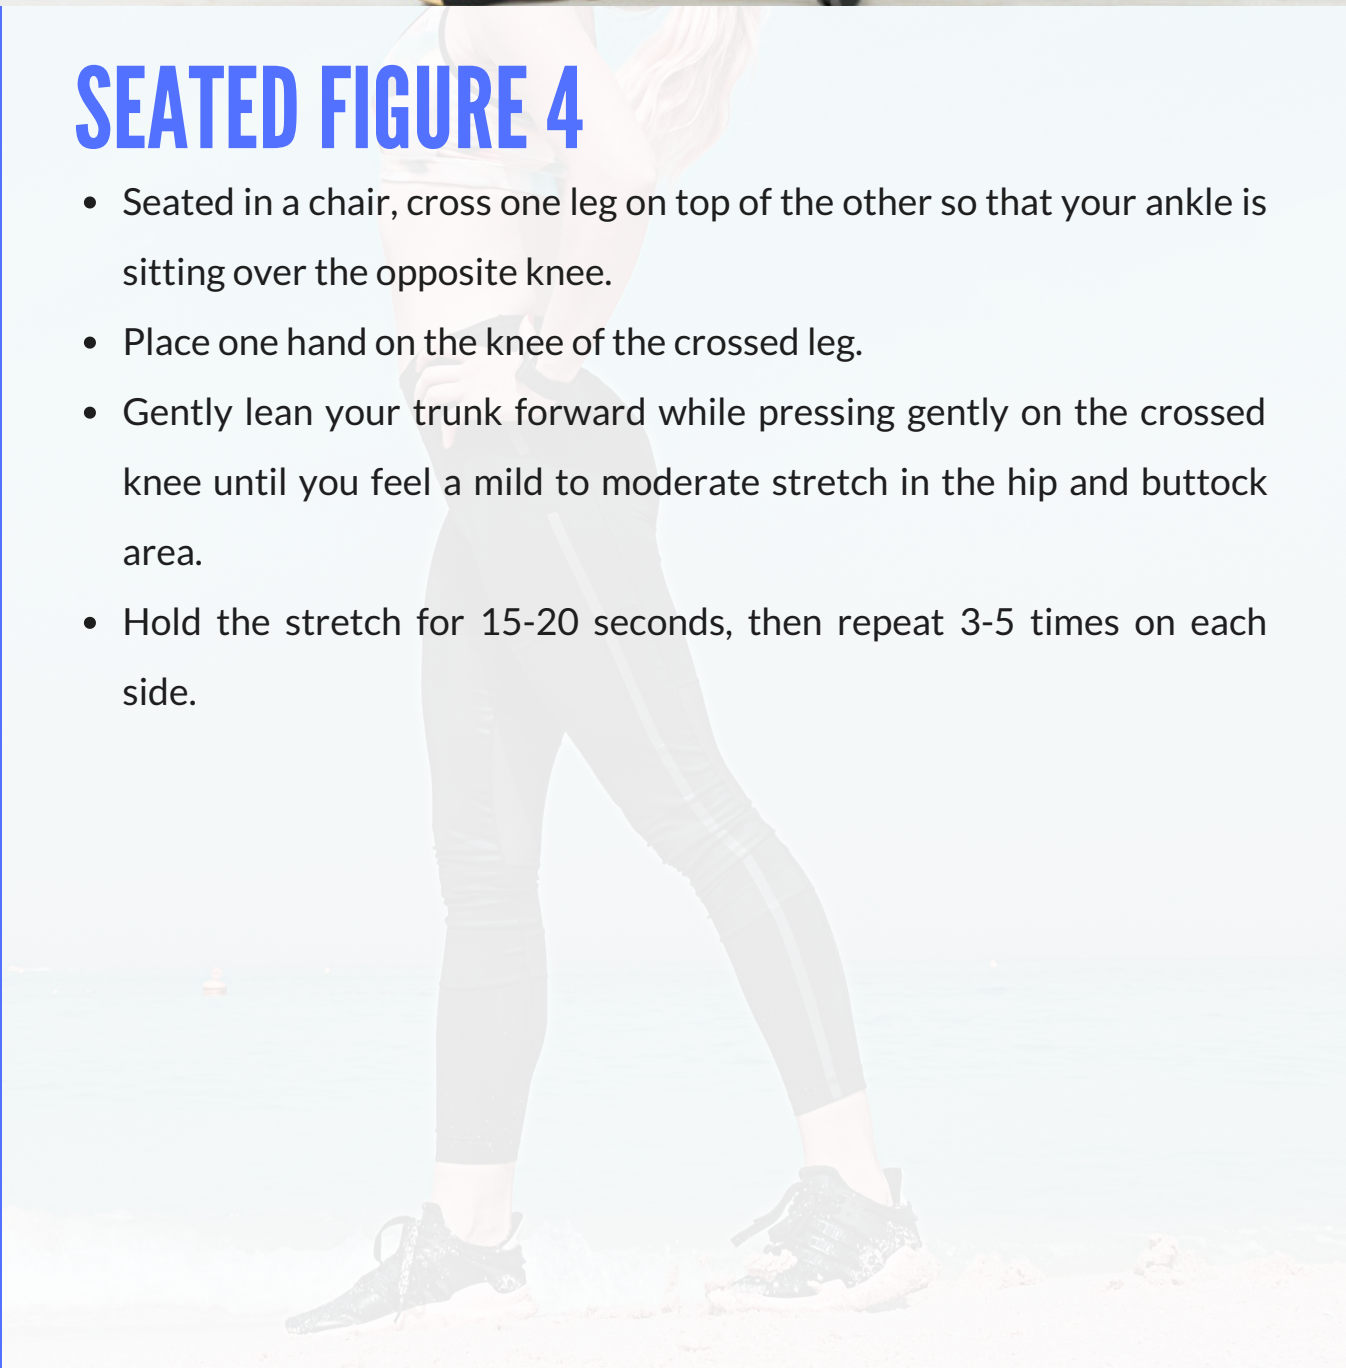 SEATED FIGURE 4
• Seated in a chair, cross one leg on top of the other so that your ankle is
sitting over the opposite knee.
• Place one hand on the knee of the crossed leg.
• Gently lean your trunk forward while pressing gently on the crossed
knee until you feel a mild to moderate stretch in the hip and buttock
area.
• Hold the stretch for 15-20 seconds, then repeat 3-5 times on each
side.